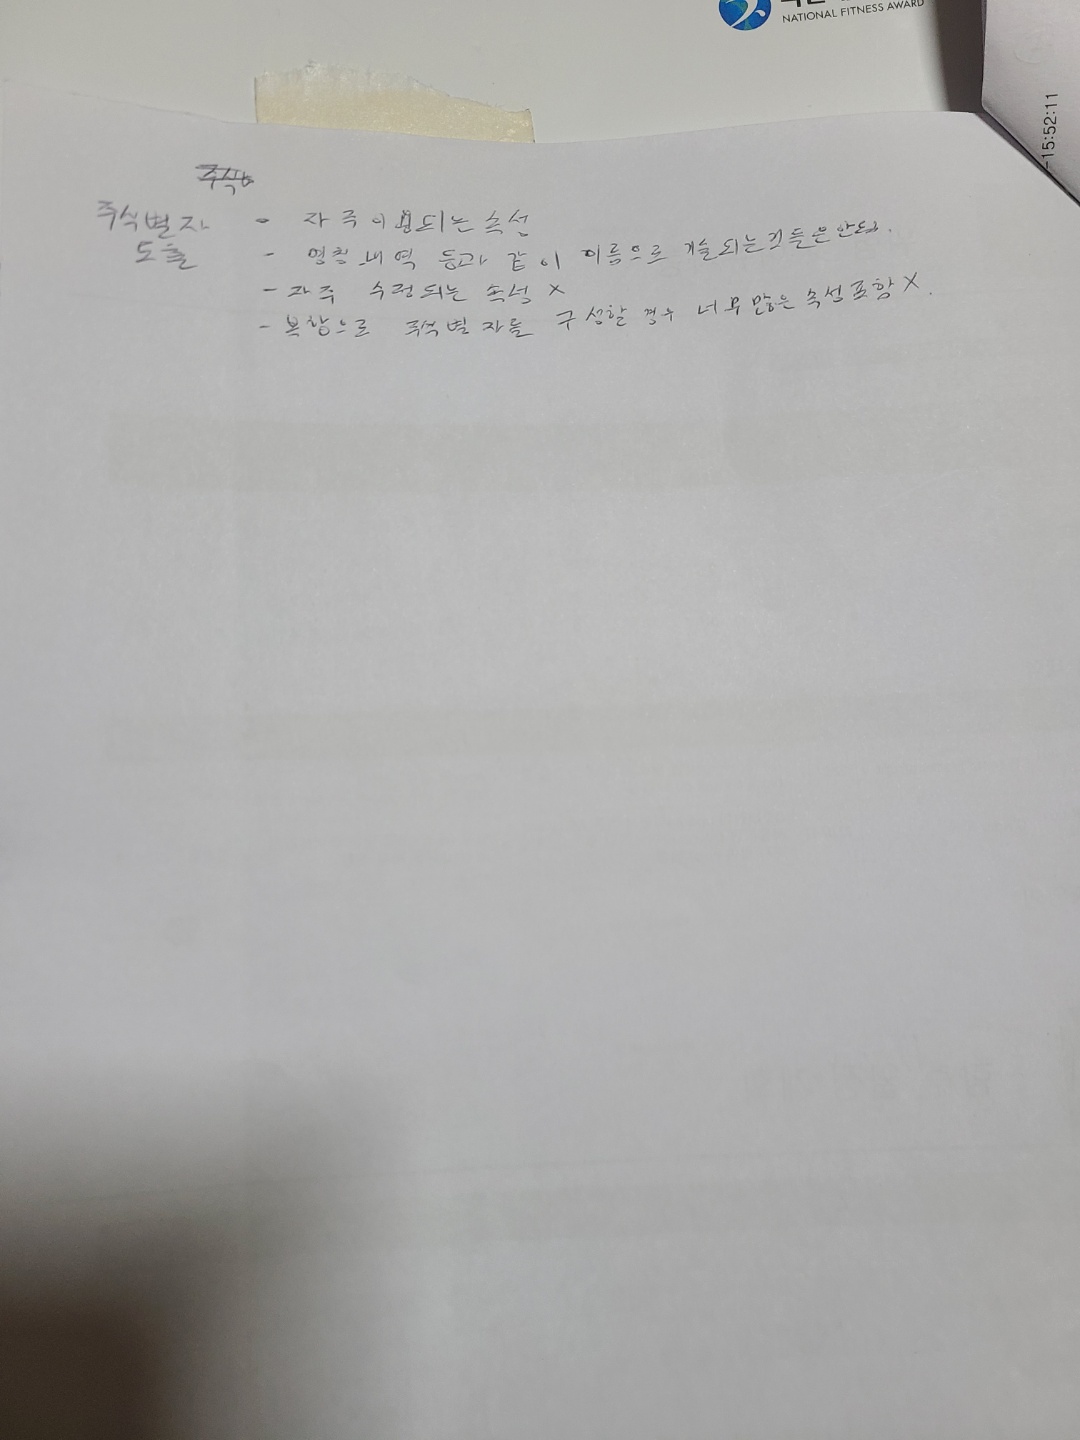 NATIONAL FITNESS AWARD
-15:52:11
주식별자 - 자주 이용되는 속성
도출 - 명칭 내역 등과 같이 이름으로 기술되는것들은 안됨.
- 자주 수정되는 속성 X
- 복합으로 주식별자를 구성할 경우 너무 많은 속성 포함 X.